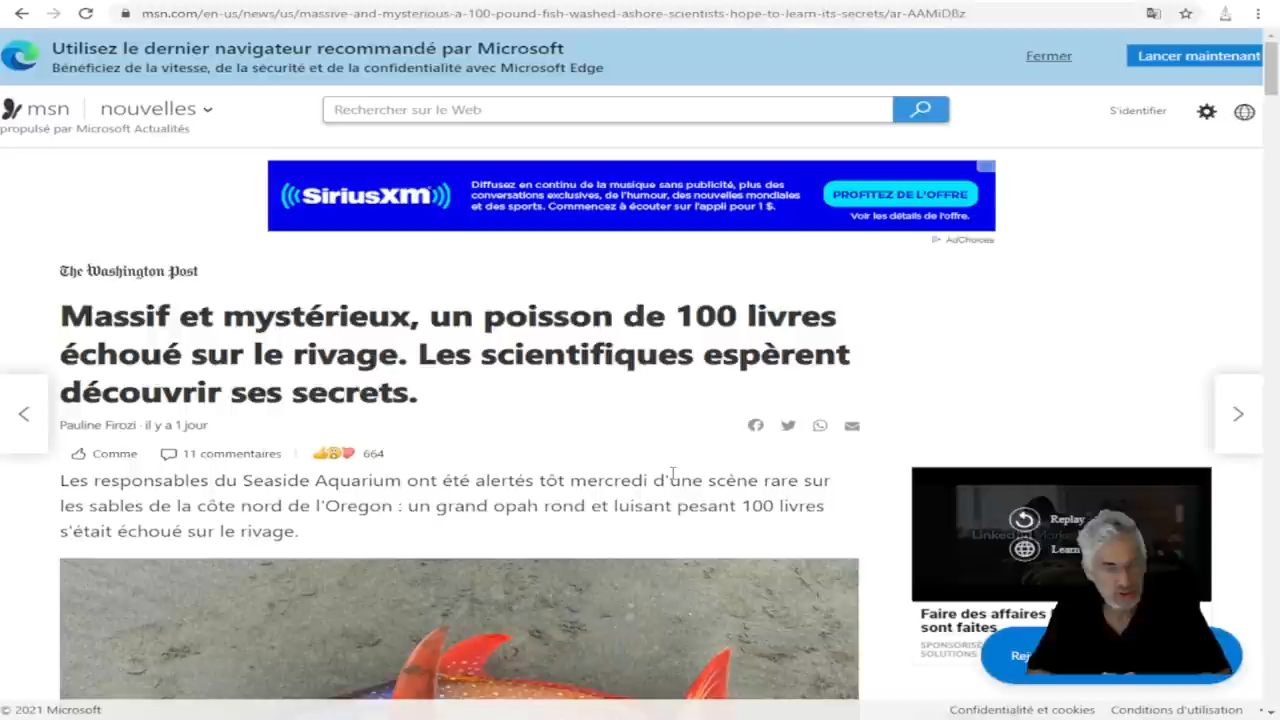 msn.com/en-us/news/us/massive-and-mysterious-a-100-pound-fish-washed-ashore-scientists-hope-to-learn-its-secrets/ar-AAMiDBz
Utilisez le dernier navigateur recommandé par Microsoft
Bénéficiez de la vitesse, de la sécurité et de la confidentialité avec Microsoft Edge
Fermer
Lancer maintenant
msn
nouvelles
propulsé par Microsoft Actualités
Rechercher sur le Web
S'identifier
SiriusXM
Diffusez en continu de la musique sans publicité, plus des
conversations exclusives, de l'humour, des nouvelles mondiales
et des sports. Commencez à écouter sur l'appli pour 1 $.
PROFITEZ DE L'OFFRE
Voir les détails de l'offre.
AdChoices
The Washington Post
Massif et mystérieux, un poisson de 100 livres
échoué sur le rivage. Les scientifiques espèrent
découvrir ses secrets.
Pauline Firozi · il y a 1 jour
Comme
11 commentaires
664
Les responsables du Seaside Aquarium ont été alertés tôt mercredi d'une scène rare sur
les sables de la côte nord de l'Oregon : un grand opah rond et luisant pesant 100 livres
s'était échoué sur le rivage.
Replay
Learn
Faire des affaires
sont faites
SPONSORISÉ
SOLUTIONS
Rej
© 2021 Microsoft
Confidentialité et cookies
Conditions d'utilisation